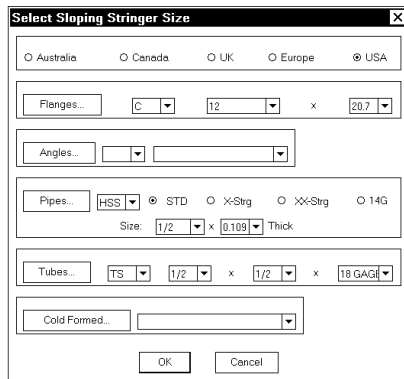 Select Sloping Stringer Size
Australia Canada UK Europe USA
Flanges... C 12 x 20.7
Angles...
Pipes... HSS STD X-Strg XX-Strg 14G
Size: 1/2 x 0.109 Thick
Tubes... TS 1/2 x 1/2 x 18 GAGE
Cold Formed...
OK Cancel